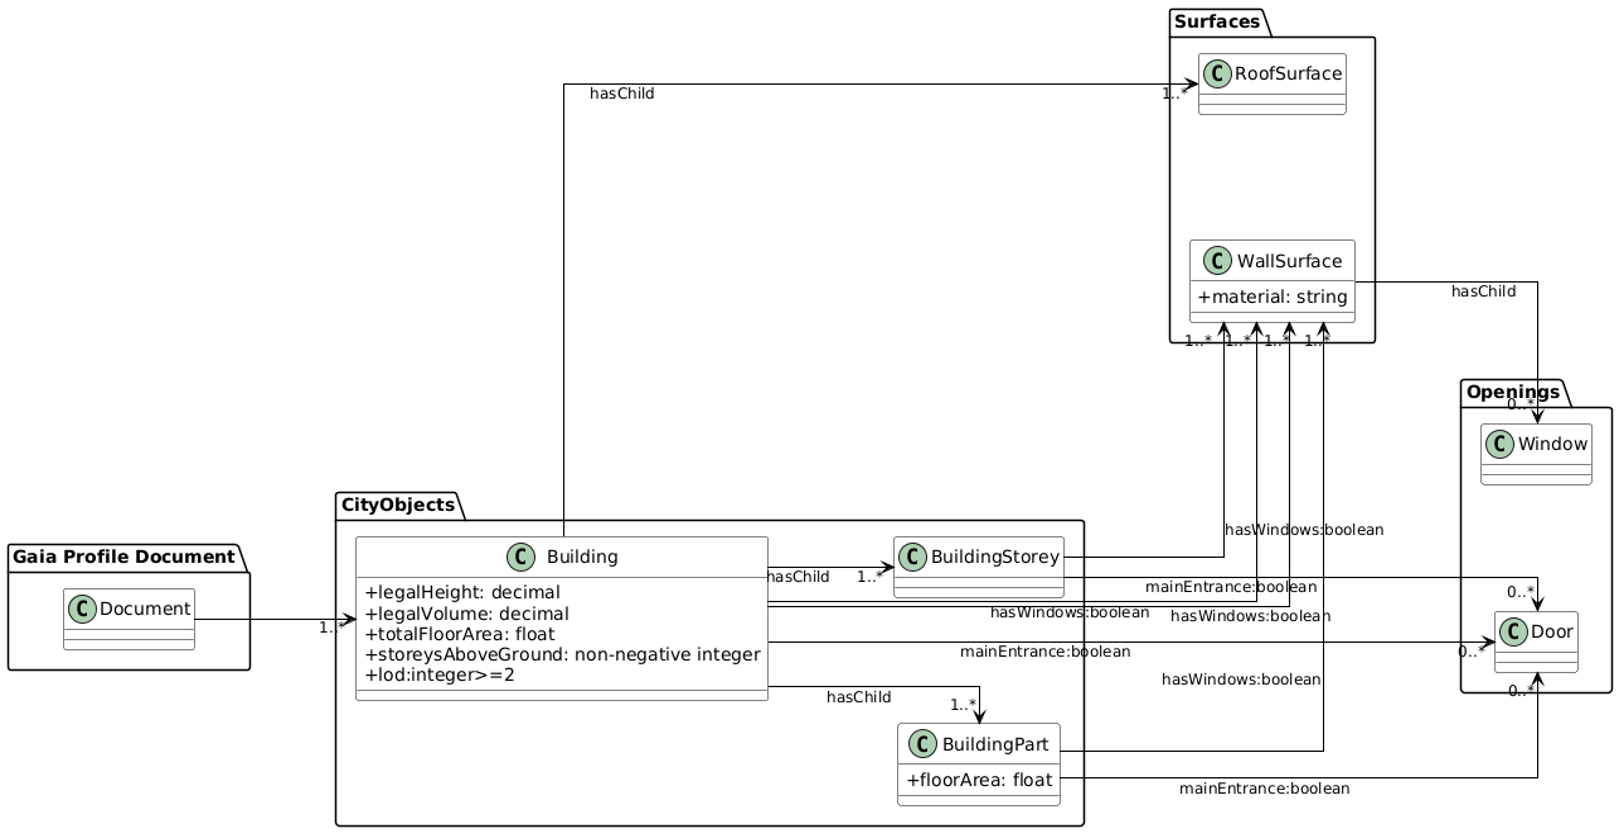 Surfaces
C RoofSurface
hasChild
1..*
C WallSurface
+material: string
hasChild
1..*
1..*
1..*
1..*
Openings
0..*
C Window
CityObjects
hasWindows:boolean
Gaia Profile Document
C Building
C BuildingStorey
hasChild
1..*
mainEntrance:boolean
0..*
+legalHeight: decimal
C Document
+legalVolume: decimal
hasWindows:boolean
hasWindows:boolean
1..*
+totalFloorArea: float
C Door
+storeysAboveGround: non-negative integer
mainEntrance:boolean
0..*
+lod:integer>=2
hasWindows:boolean
0..*
hasChild
1..*
C BuildingPart
+floorArea: float
mainEntrance:boolean